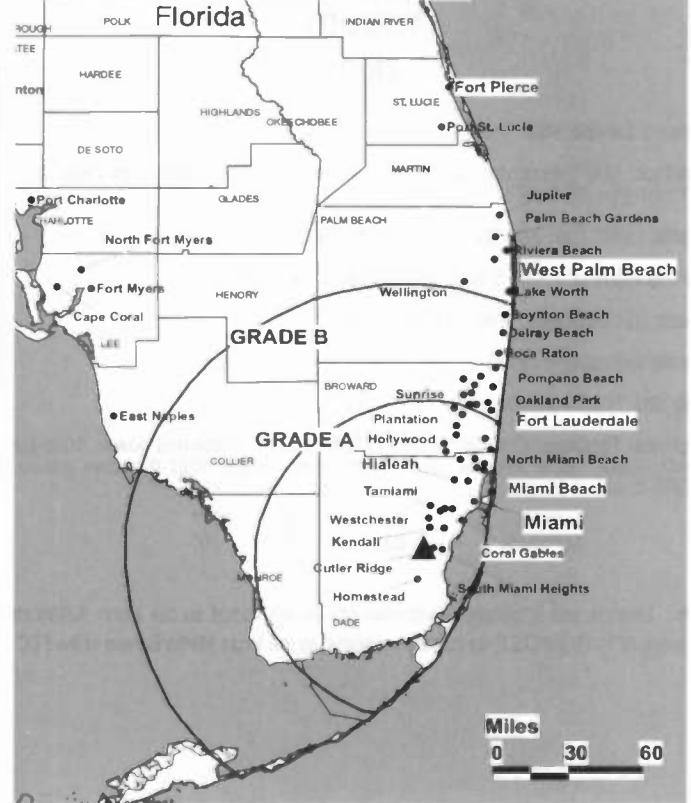 Florida
POLK
INDIAN RIVER
HARDEE
HIGHLANDS
OKEECHOBEE
ST. LUCIE
Fort Pierce
Port St. Lucie
DE SOTO
MARTIN
Port Charlotte
GLADES
Jupiter
PALM BEACH
Palm Beach Gardens
North Fort Myers
Riviera Beach
West Palm Beach
Fort Myers
HENDRY
Wellington
Lake Worth
Cape Coral
Boynton Beach
GRADE B
Delray Beach
LEE
Boca Raton
BROWARD
Pompano Beach
Sunrise
Oakland Park
East Naples
Plantation
Fort Lauderdale
GRADE A
Hollywood
COLLIER
Hialeah
North Miami Beach
Tamiami
Miami Beach
Westchester
Miami
Kendall
Coral Gables
Cutler Ridge
MONROE
South Miami Heights
Homestead
DADE
Miles
0 30 60